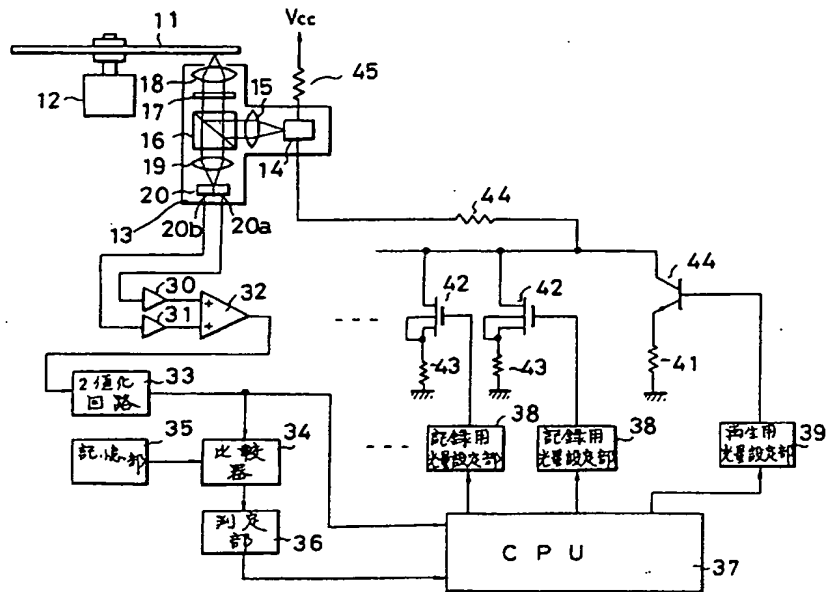 11
Vcc
45
12
18
17
15
16
14
19
20
13
20b
20a
44
30
31
32
42
42
44
43
43
41
2値化
回路
33
35
記憶部
34
比較
器
38
記録用
光量設定部
38
記録用
光量設定部
39
再生用
光量設定部
判定
部
36
CPU
37